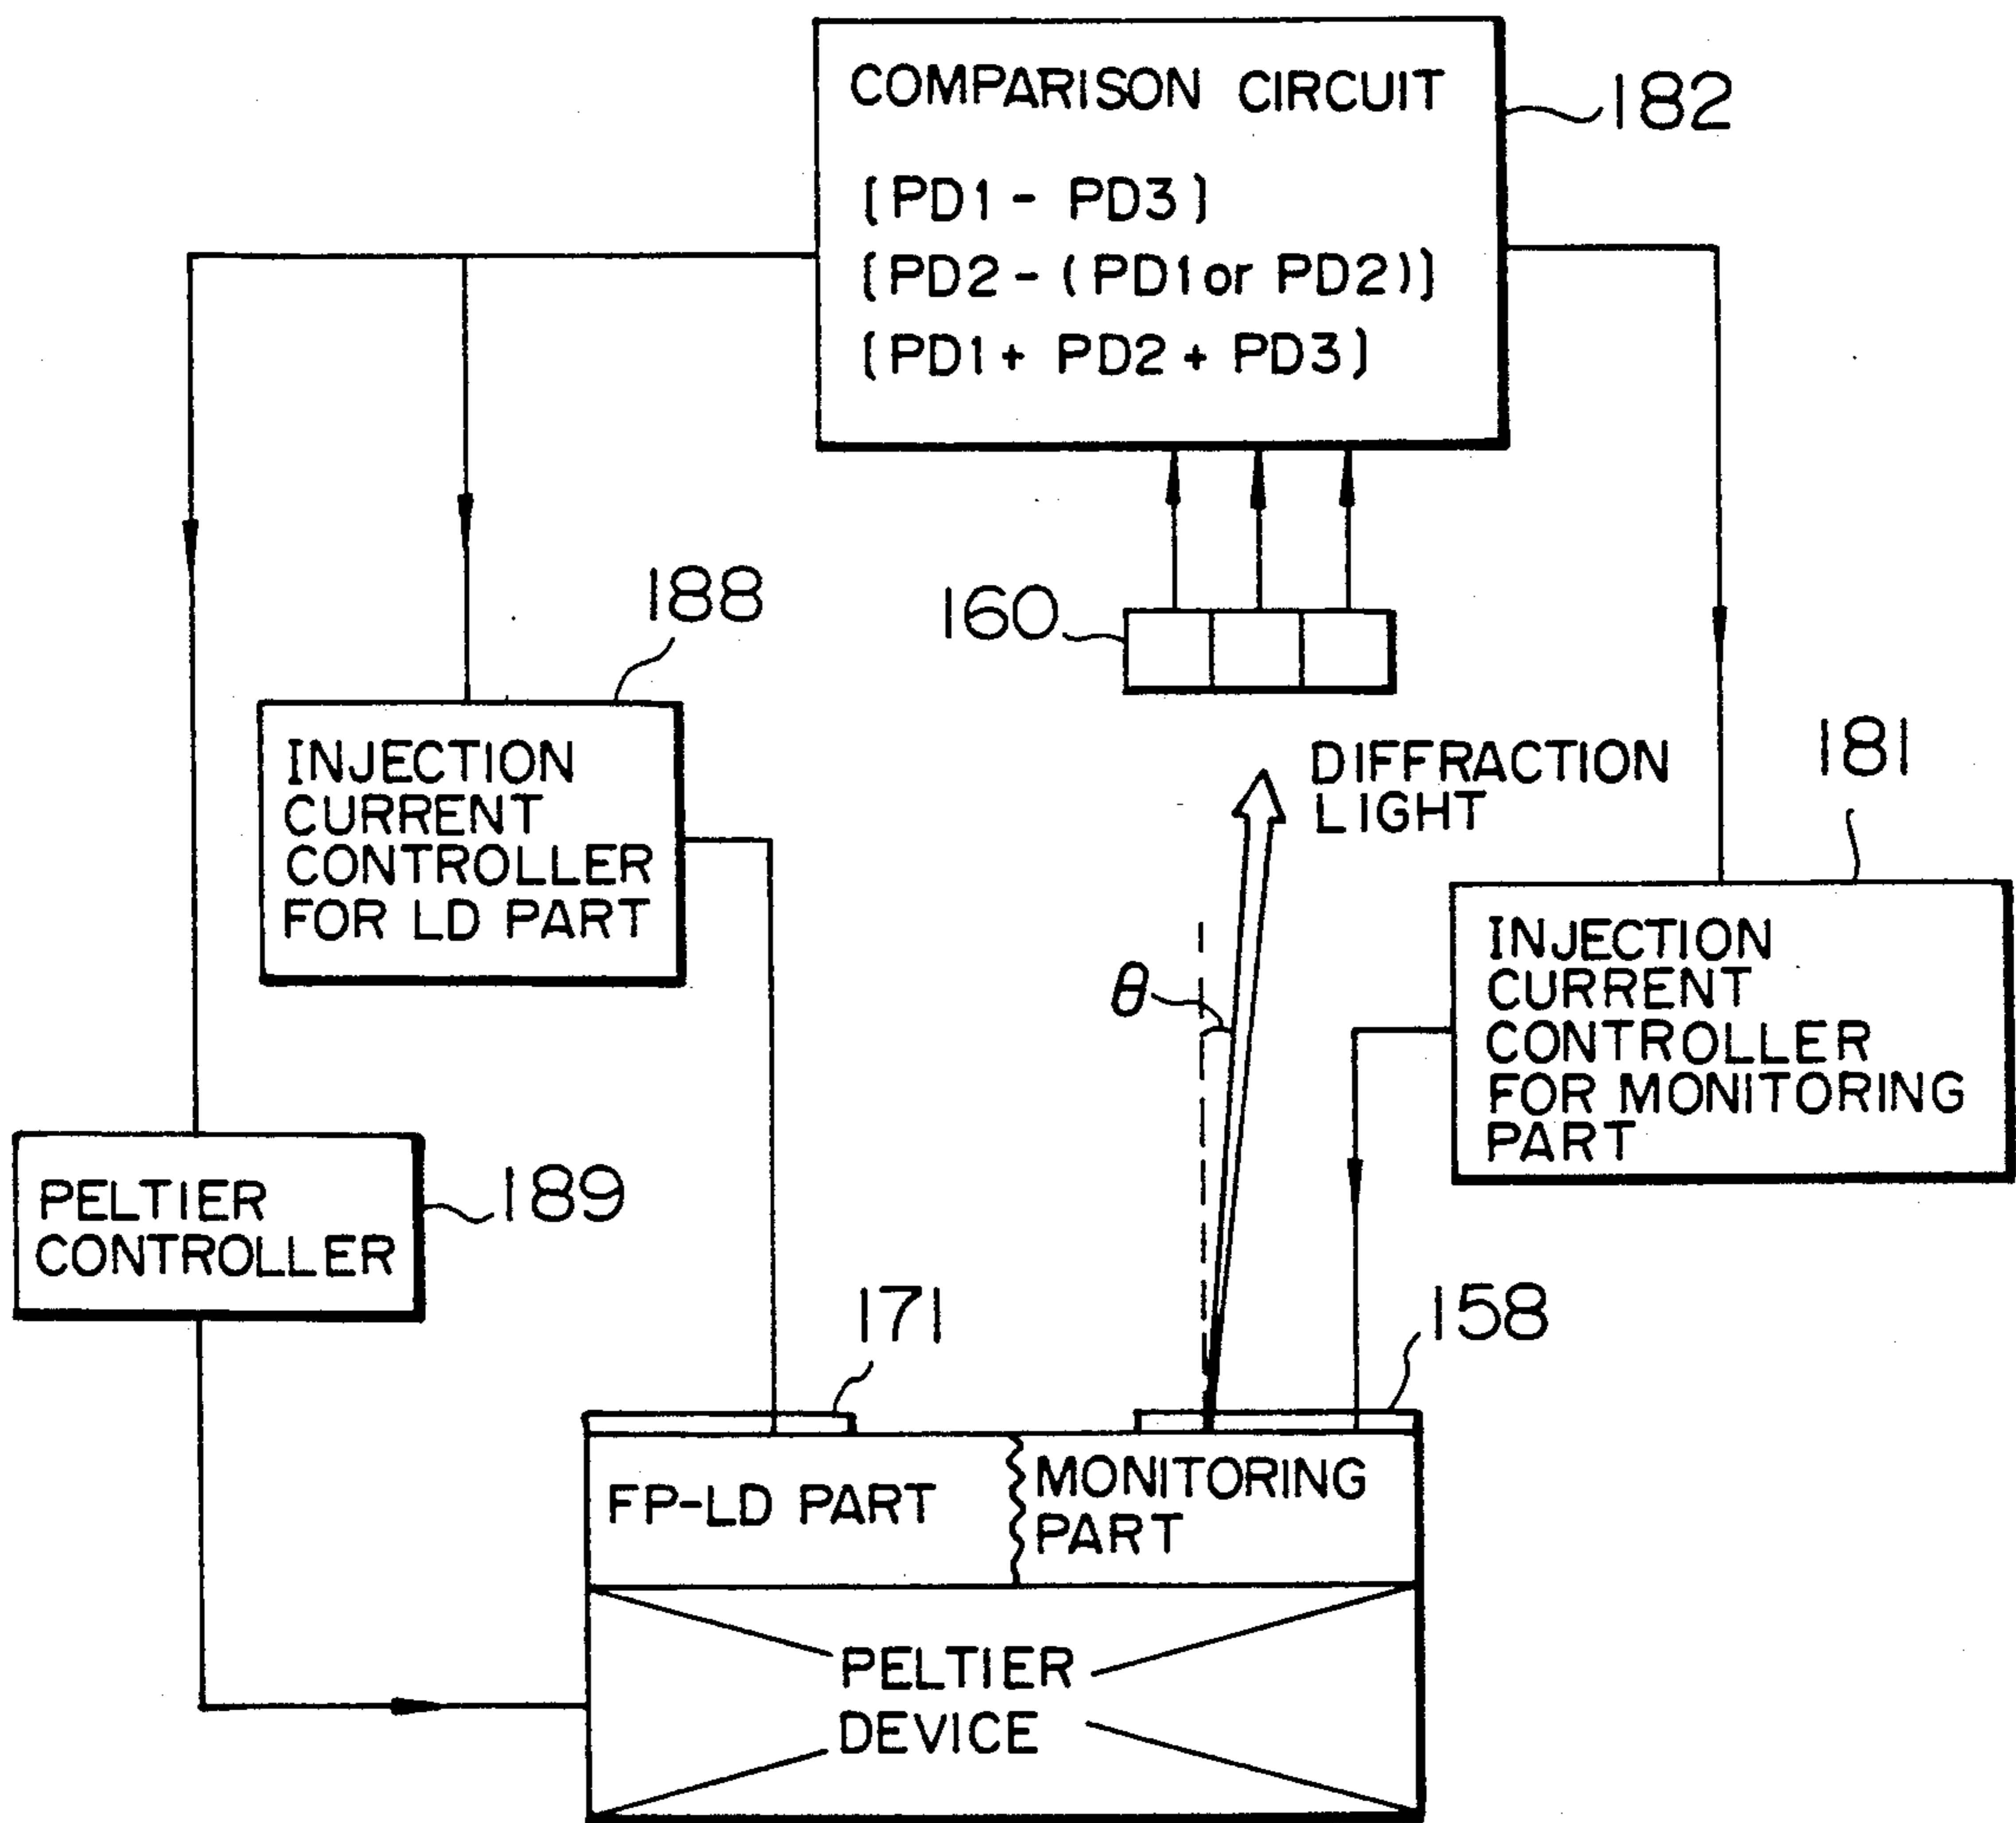 COMPARISON CIRCUIT
182
[PD1 - PD3]
[PD2 - (PD1 or PD2)]
[PD1 + PD2 + PD3]
188
160
INJECTION
CURRENT
CONTROLLER
FOR LD PART
DIFFRACTION
LIGHT
181
θ
INJECTION
CURRENT
CONTROLLER
FOR MONITORING
PART
PELTIER
CONTROLLER
189
171
158
FP-LD PART
MONITORING
PART
PELTIER
DEVICE